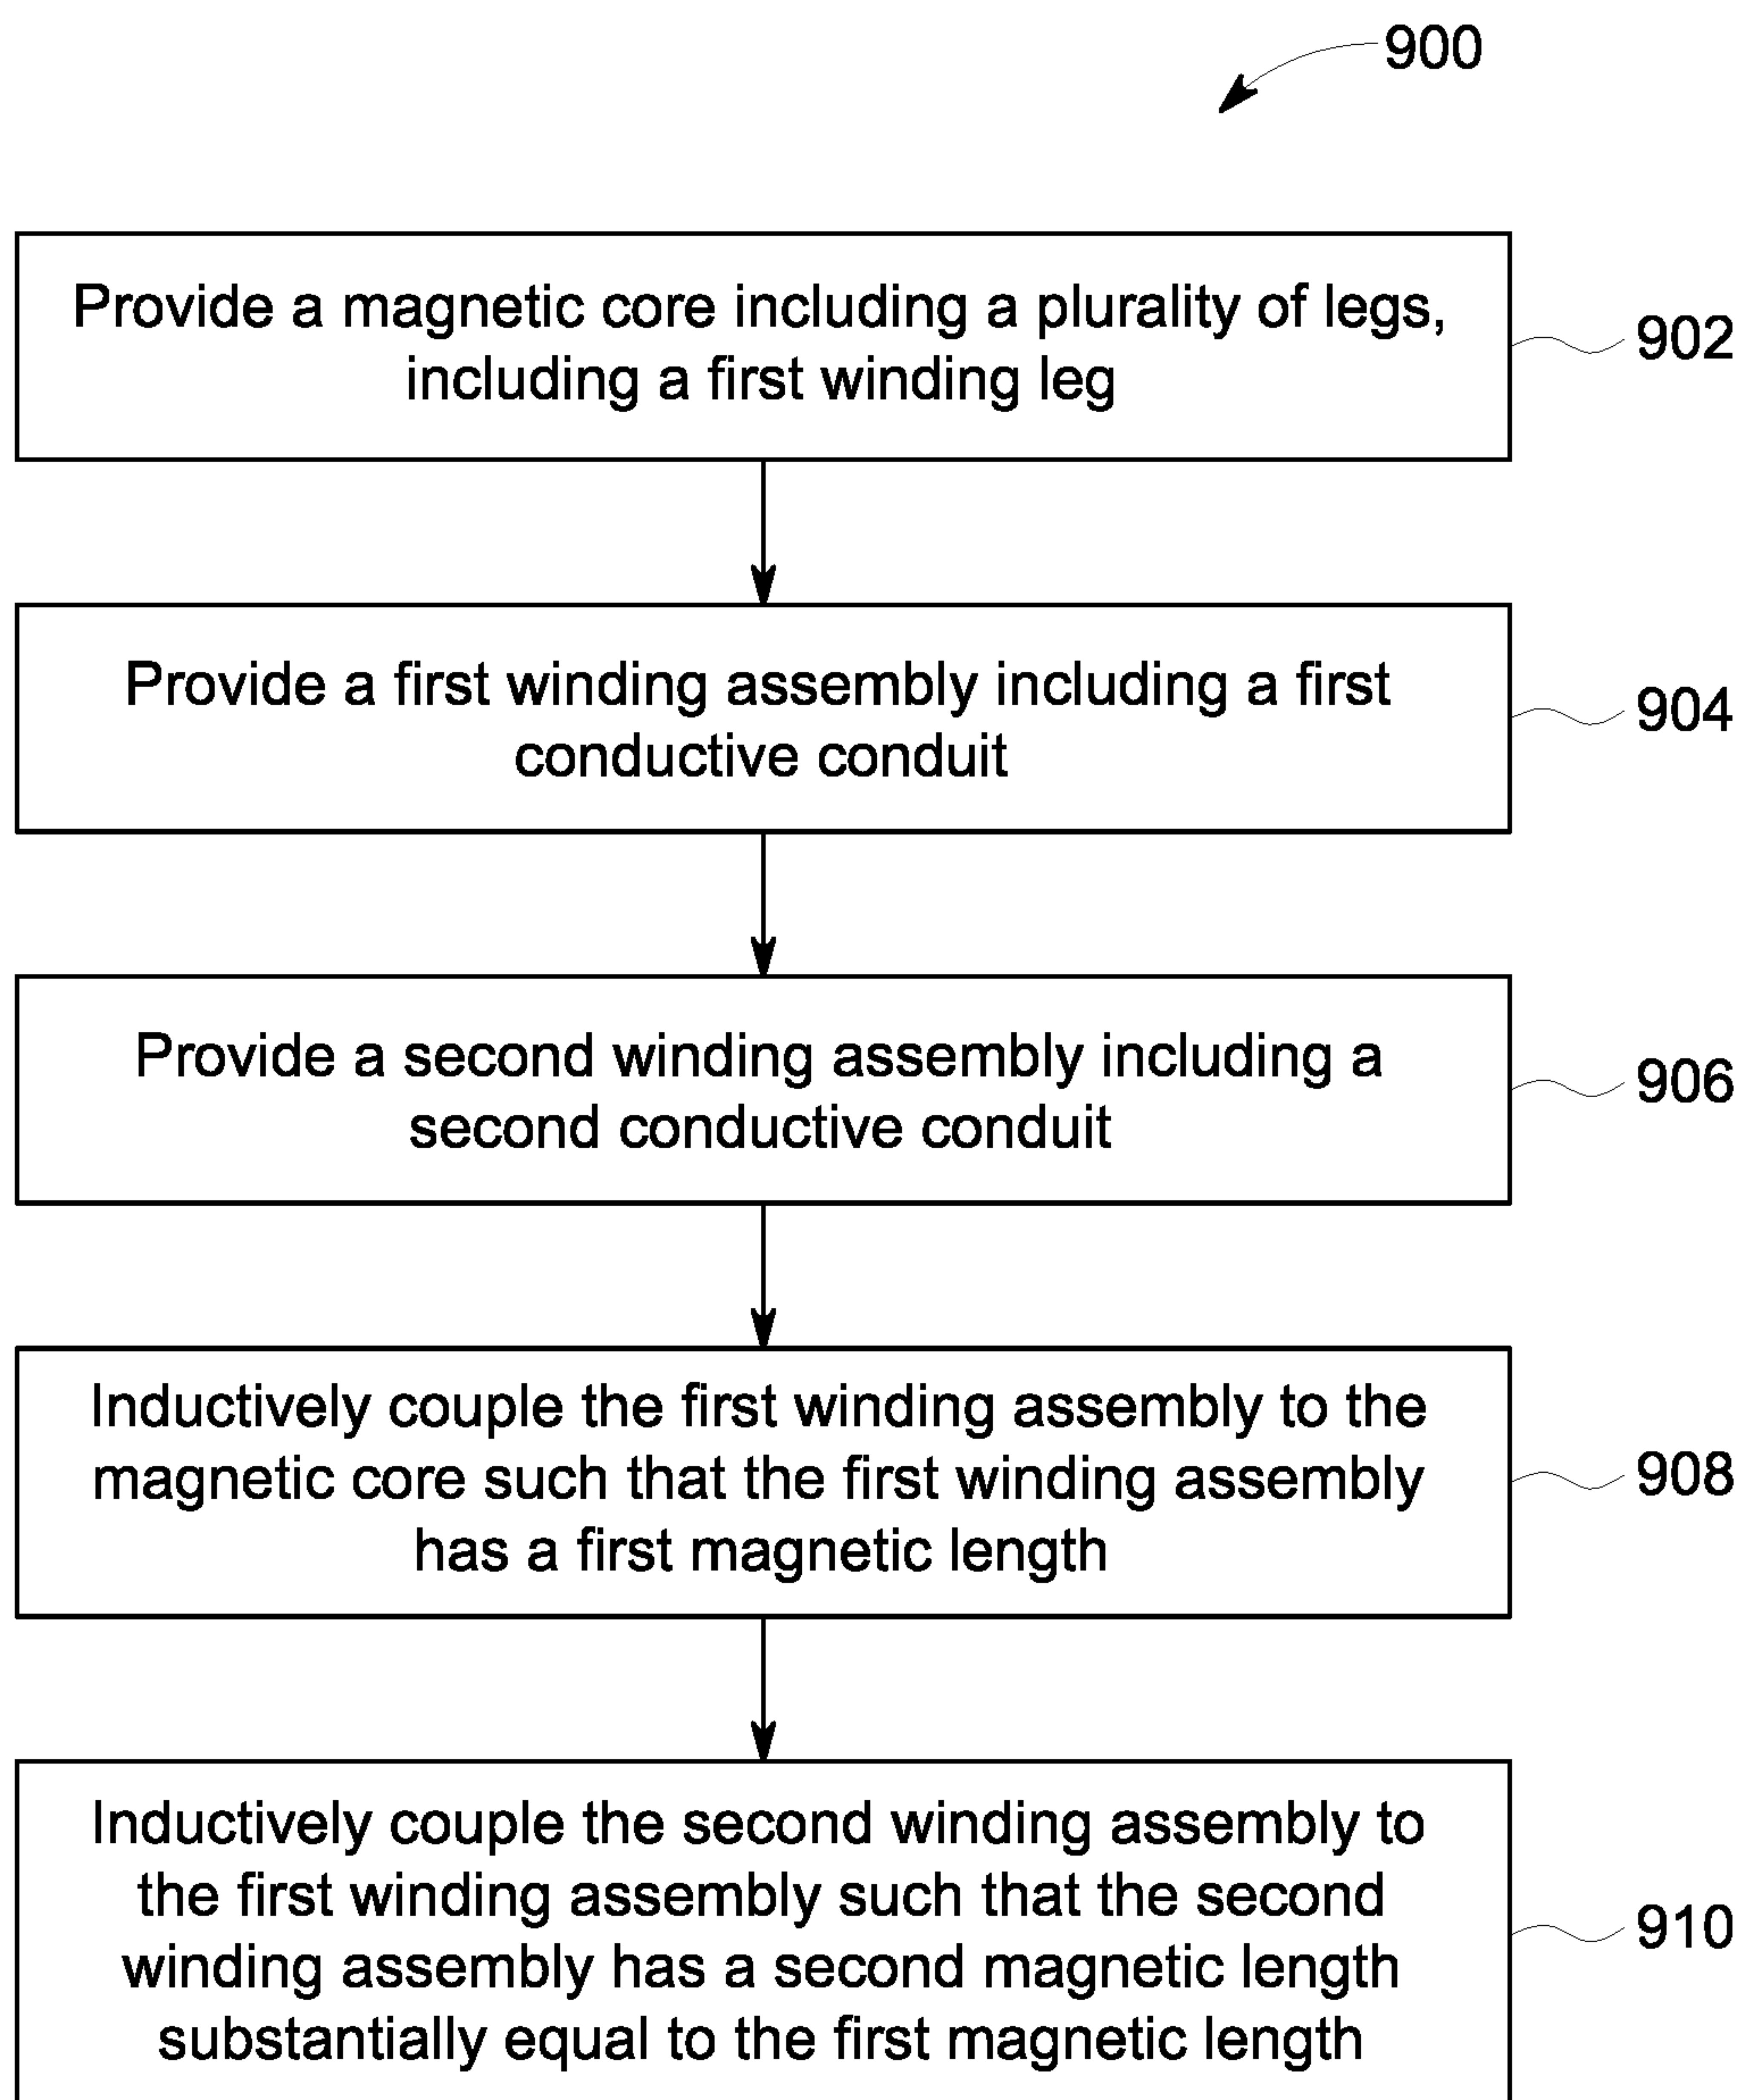 900
Provide a magnetic core including a plurality of legs,
including a first winding leg
902
Provide a first winding assembly including a first
conductive conduit
904
Provide a second winding assembly including a
second conductive conduit
906
Inductively couple the first winding assembly to the
magnetic core such that the first winding assembly
has a first magnetic length
908
Inductively couple the second winding assembly to
the first winding assembly such that the second
winding assembly has a second magnetic length
substantially equal to the first magnetic length
910